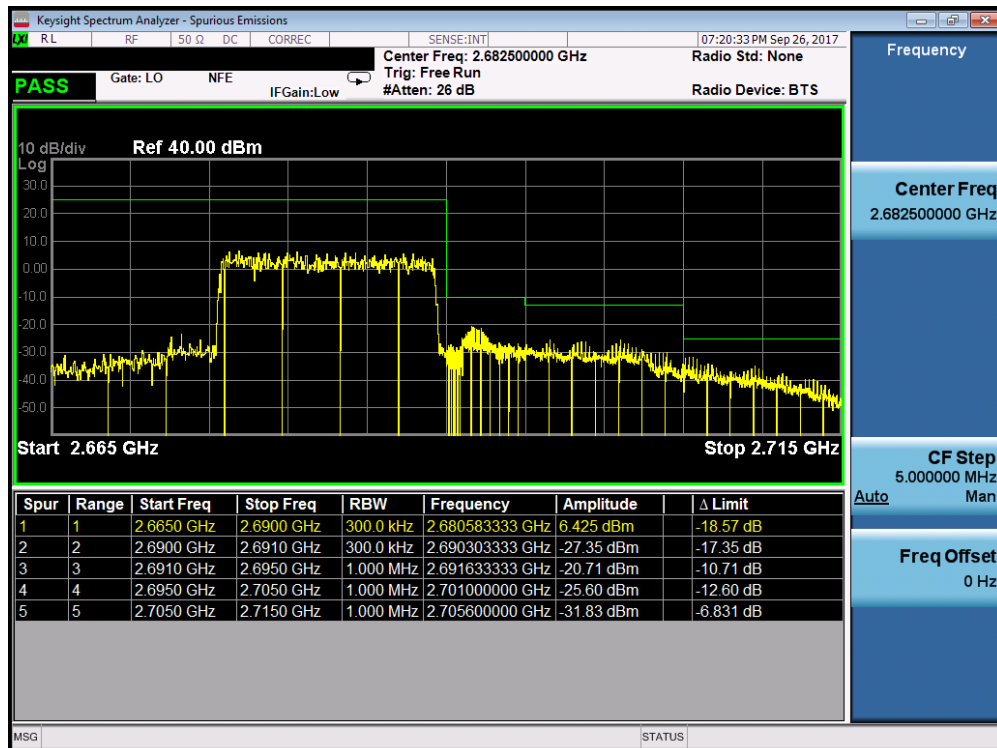 Keysight Spectrum Analyzer - Spurious Emissions
LXI RL RF 50 Ω DC CORREC SENSE:INT 07:20:33 PM Sep 26, 2017
Center Freq: 2.682500000 GHz Radio Std: None
PASS Gate: LO NFE Trig: Free Run
IFGain:Low #Atten: 26 dB Radio Device: BTS
Frequency
10 dB/div Ref 40.00 dBm
Log
30.0
20.0
10.0
0.00
-10.0
-20.0
-30.0
-40.0
-50.0
Start 2.665 GHz Stop 2.715 GHz
Spur Range Start Freq Stop Freq RBW Frequency Amplitude Δ Limit
1 1 2.6650 GHz 2.6900 GHz 300.0 kHz 2.680583333 GHz 6.425 dBm -18.57 dB
2 2 2.6900 GHz 2.6910 GHz 300.0 kHz 2.690303333 GHz -27.35 dBm -17.35 dB
3 3 2.6910 GHz 2.6950 GHz 1.000 MHz 2.691633333 GHz -20.71 dBm -10.71 dB
4 4 2.6950 GHz 2.7050 GHz 1.000 MHz 2.701000000 GHz -25.60 dBm -12.60 dB
5 5 2.7050 GHz 2.7150 GHz 1.000 MHz 2.705600000 GHz -31.83 dBm -6.831 dB
Center Freq
2.682500000 GHz
CF Step
5.000000 MHz
Auto Man
Freq Offset
0 Hz
MSG STATUS